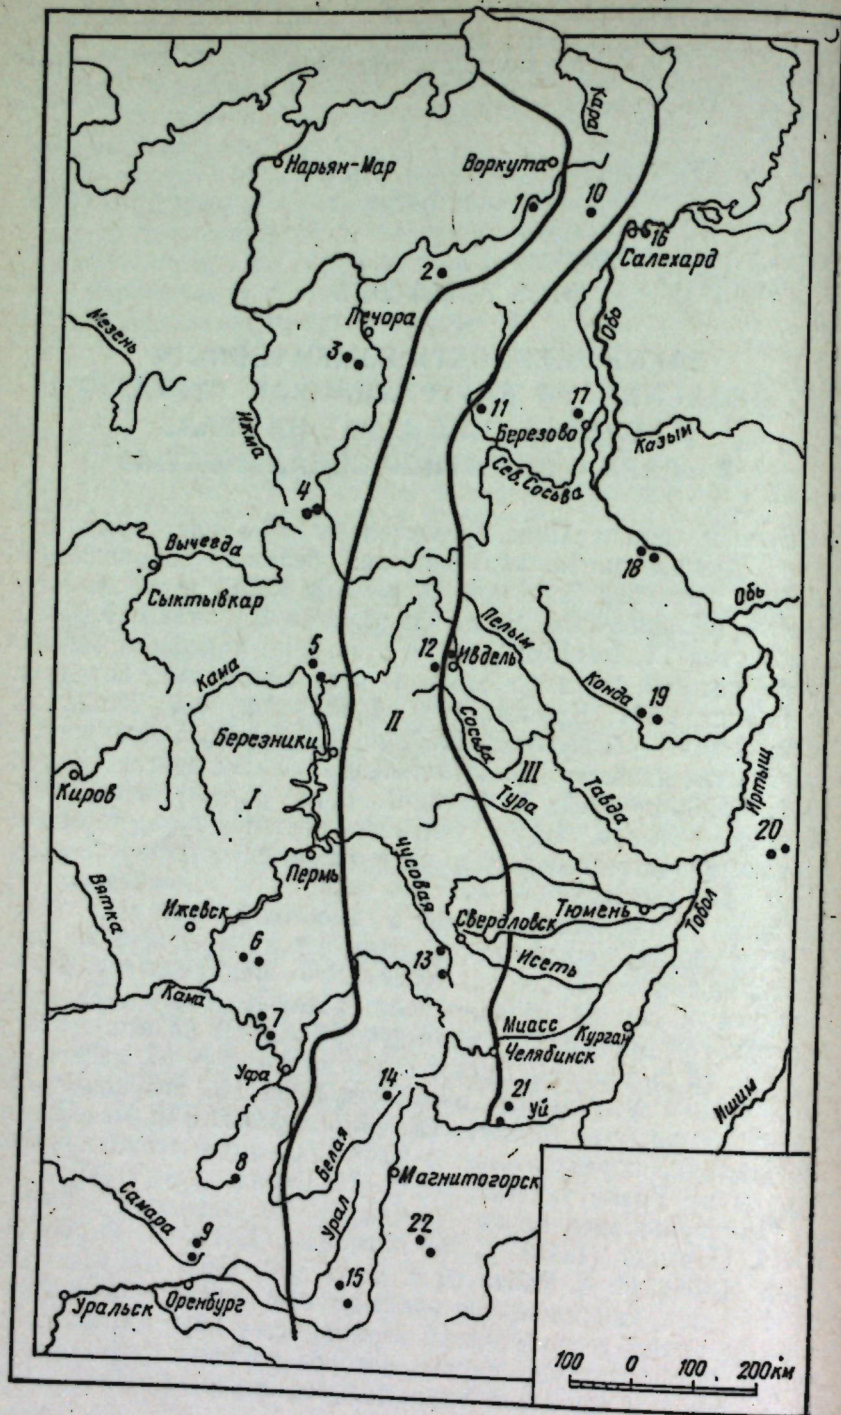 Кара
Нарьян-Мар
Воркута
1
10
16
Салехард
2
Обь
Мезень
Печора
3
Ижма
11
17
Березово
Казым
Сев. Сосьва
4
Вычегда
18
Сыктывкар
Обь
Пелым
5
12
Ивдель
Кама
Конда
19
II
Березники
Сосьва
III
Киров
I
Тура
Тавда
Иртыш
20
Пермь
Чусовая
Вятка
Ижевск
Свердловск
Тюмень
Тобол
6
13
Исеть
Кама
7
Миасс
Курган
Челябинск
Уфа
14
21
Уй
Ишим
Белая
8
Магнитогорск
Самара
Урал
9
22
15
Уральск
Оренбург
100 0 100 200км